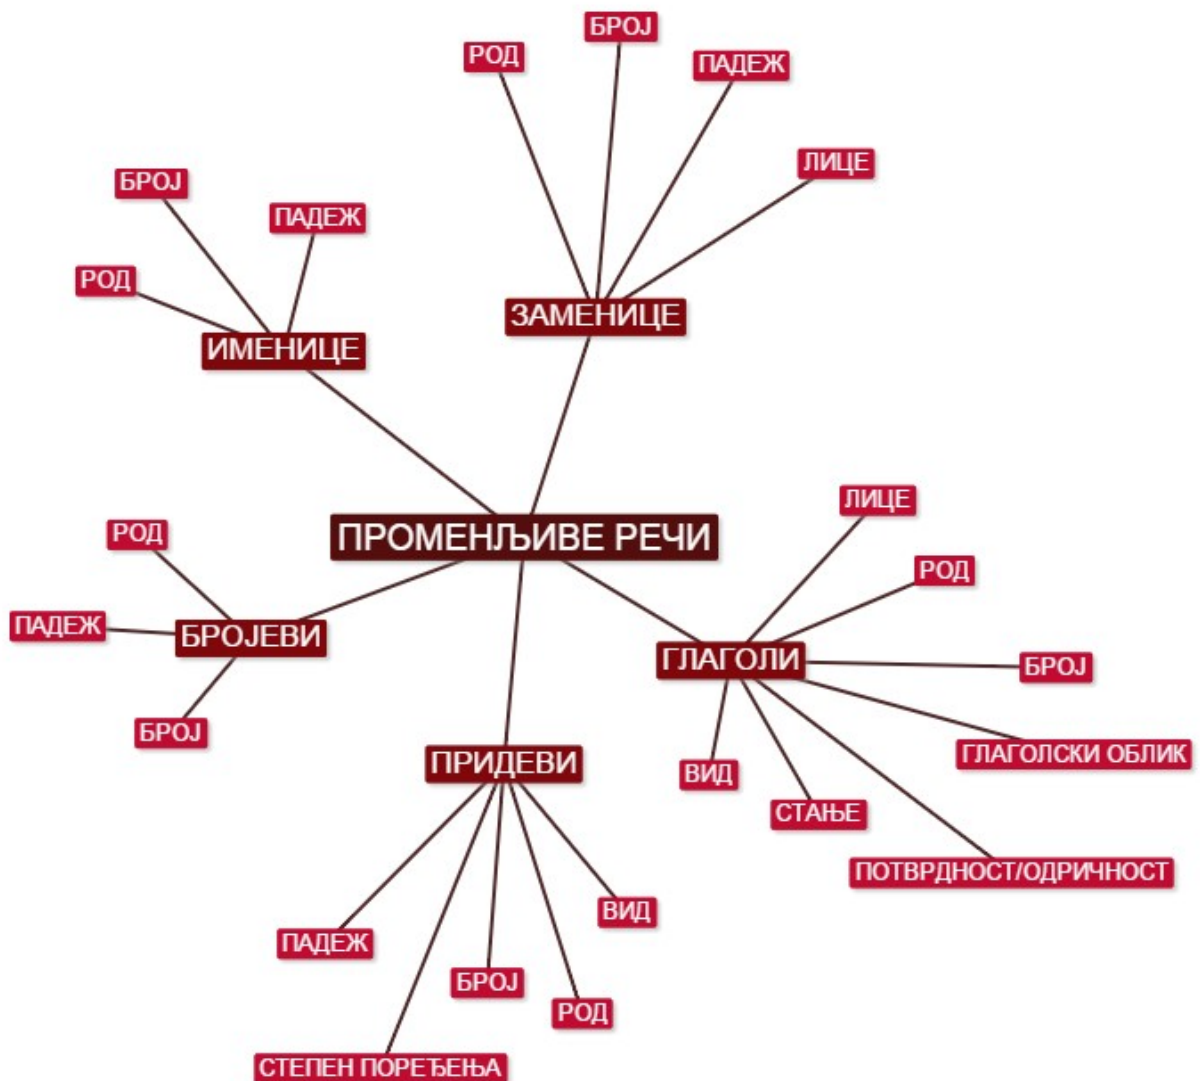 БРОЈ
РОД
ПАДЕЖ
ЛИЦЕ
ЗАМЕНИЦЕ
БРОЈ
ПАДЕЖ
РОД
ИМЕНИЦЕ
ПРОМЕНЉИВЕ РЕЧИ
РОД
ПАДЕЖ
БРОЈЕВИ
БРОЈ
ЛИЦЕ
РОД
ГЛАГОЛИ
БРОЈ
ГЛАГОЛСКИ ОБЛИК
ВИД
СТАЊЕ
ПОТВРДНОСТ/ОДРИЧНОСТ
ПРИДЕВИ
ВИД
ПАДЕЖ
БРОЈ
РОД
СТЕПЕН ПОРЕЂЕЊА